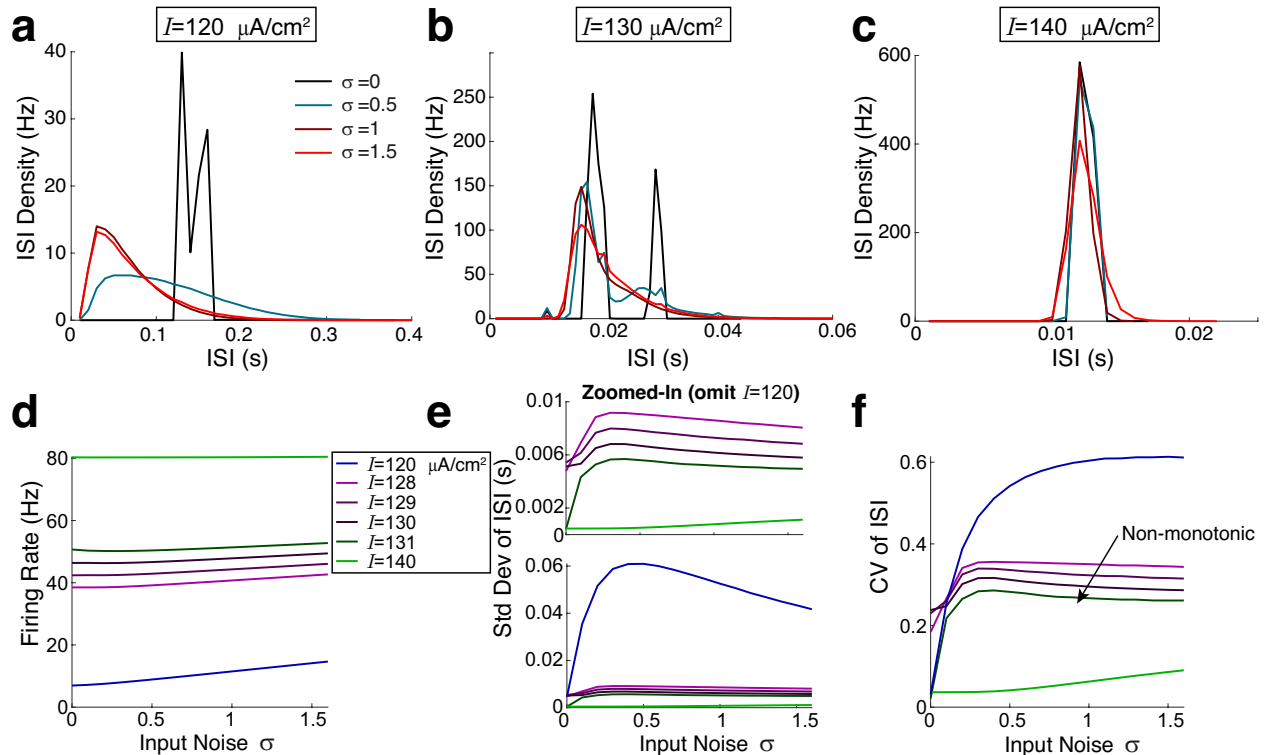 a
I=120 μA/cm²
b
I=130 μA/cm²
c
I=140 μA/cm²
40
30
20
10
0
ISI Density (Hz)
σ =0
σ =0.5
σ =1
σ =1.5
0
0.1
0.2
0.3
0.4
ISI (s)
250
200
150
100
50
0
ISI Density (Hz)
0
0.02
0.04
0.06
ISI (s)
600
400
200
0
ISI Density (Hz)
0
0.01
0.02
ISI (s)
d
80
60
40
20
0
Firing Rate (Hz)
0
0.5
1
1.5
Input Noise σ
I=120 μA/cm²
I=128
I=129
I=130
I=131
I=140
e
Zoomed-In (omit I=120)
0.01
0.006
0.002
0
Std Dev of ISI (s)
0.06
0.04
0.02
0
0
0.5
1
1.5
Input Noise σ
f
0.6
0.4
0.2
0
CV of ISI
Non-monotonic
0
0.5
1
1.5
Input Noise σ